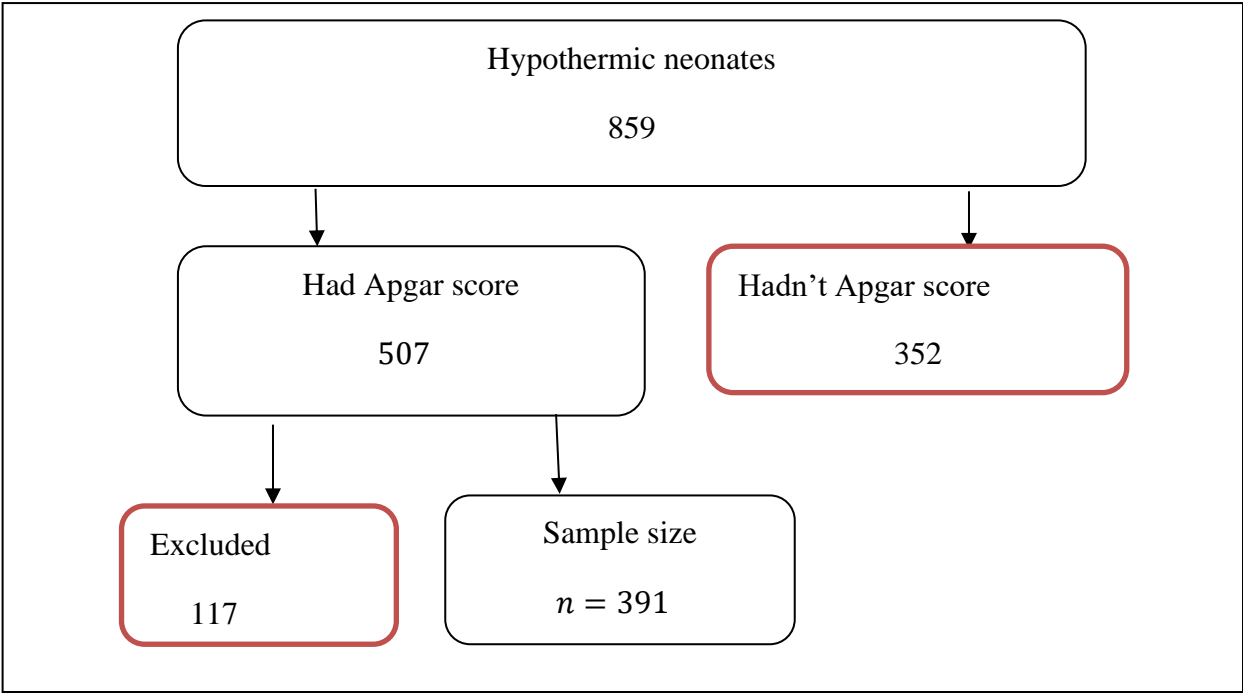 Hypothermic neonates
859
Had Apgar score
507
Hadn’t Apgar score
352
Excluded
117
Sample size
𝑛 = 391